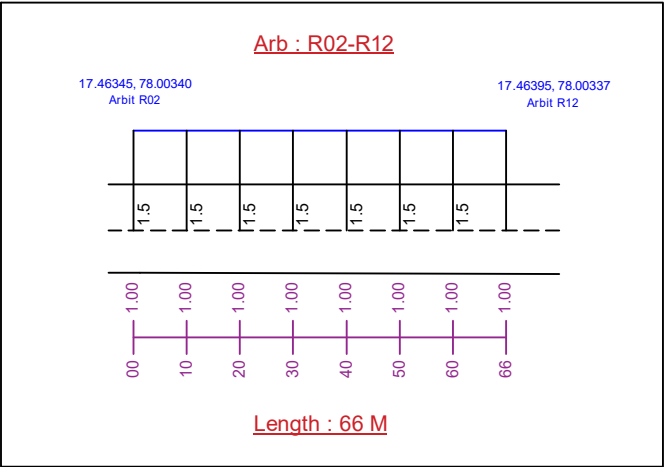 Arb : R02-R12
17.46345, 78.00340
Arbit R02
17.46395, 78.00337
Arbit R12
1.5 1.5 1.5 1.5 1.5 1.5 1.5
1.00 1.00 1.00 1.00 1.00 1.00 1.00 1.00
00 10 20 30 40 50 60 66
Length : 66 M